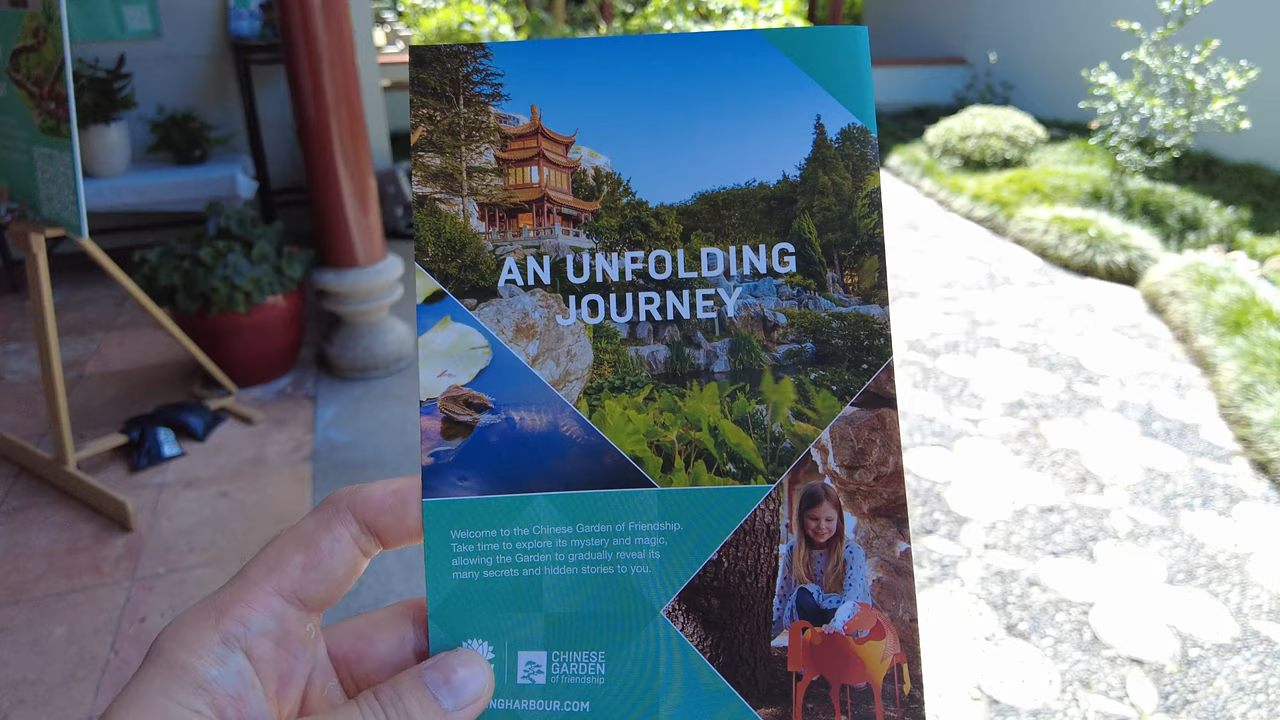 AN UNFOLDING
JOURNEY
Welcome to the Chinese Garden of Friendship.
Take time to explore its mystery and magic,
allowing the Garden to gradually reveal its
many secrets and hidden stories to you.
CHINESE
GARDEN
of friendship
NGHARBOUR.COM